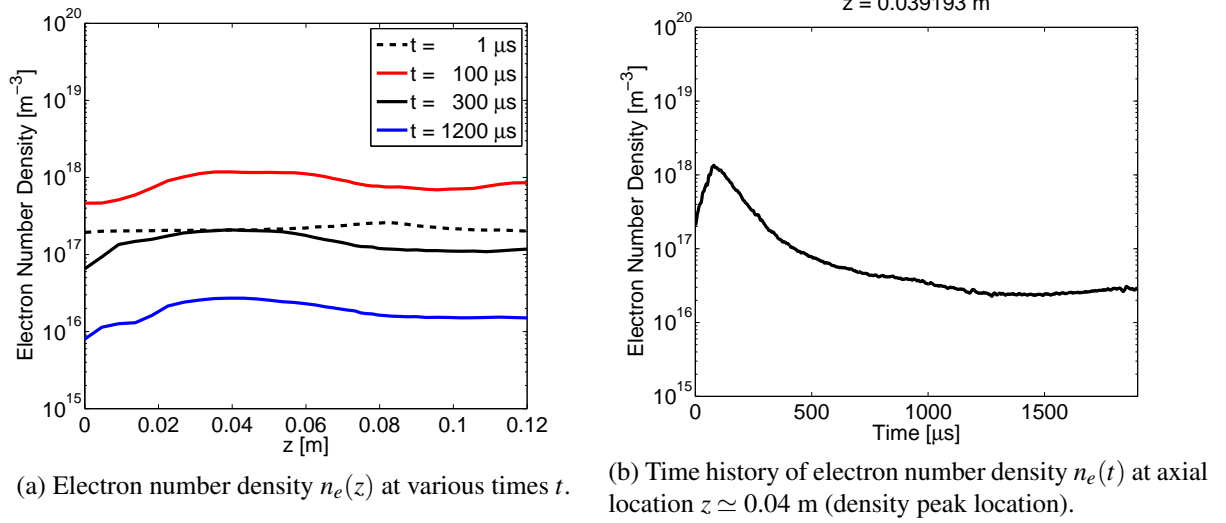 10^20
10^19
10^18
10^17
10^16
10^15
Electron Number Density [m^−3]
0 0.02 0.04 0.06 0.08 0.1 0.12
z [m]
t = 1 μs
t = 100 μs
t = 300 μs
t = 1200 μs
(a) Electron number density n_e(z) at various times t.
z = 0.039193 m
10^20
10^19
10^18
10^17
10^16
10^15
Electron Number Density [m^−3]
0 500 1000 1500
Time [μs]
(b) Time history of electron number density n_e(t) at axial
location z ≃ 0.04 m (density peak location).